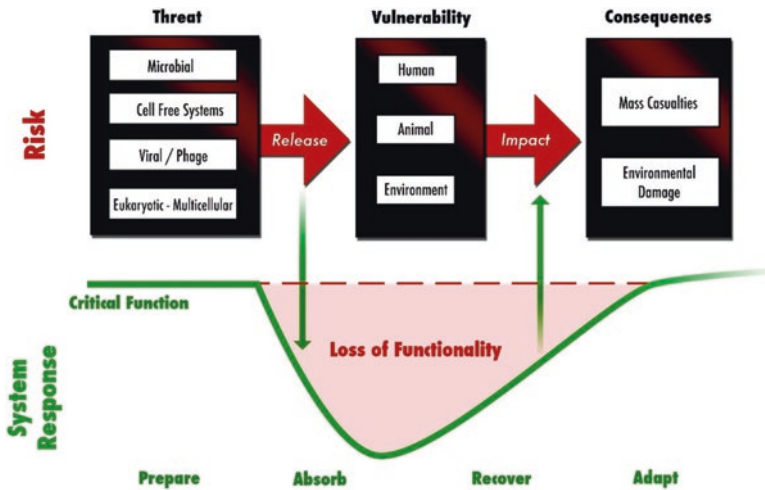 Threat
Vulnerability
Consequences
Risk
Microbial
Cell Free Systems
Viral / Phage
Eukaryotic - Multicellular
Release
Human
Animal
Environment
Impact
Mass Casualties
Environmental
Damage
Critical Function
Loss of Functionality
System
Response
Prepare
Absorb
Recover
Adapt